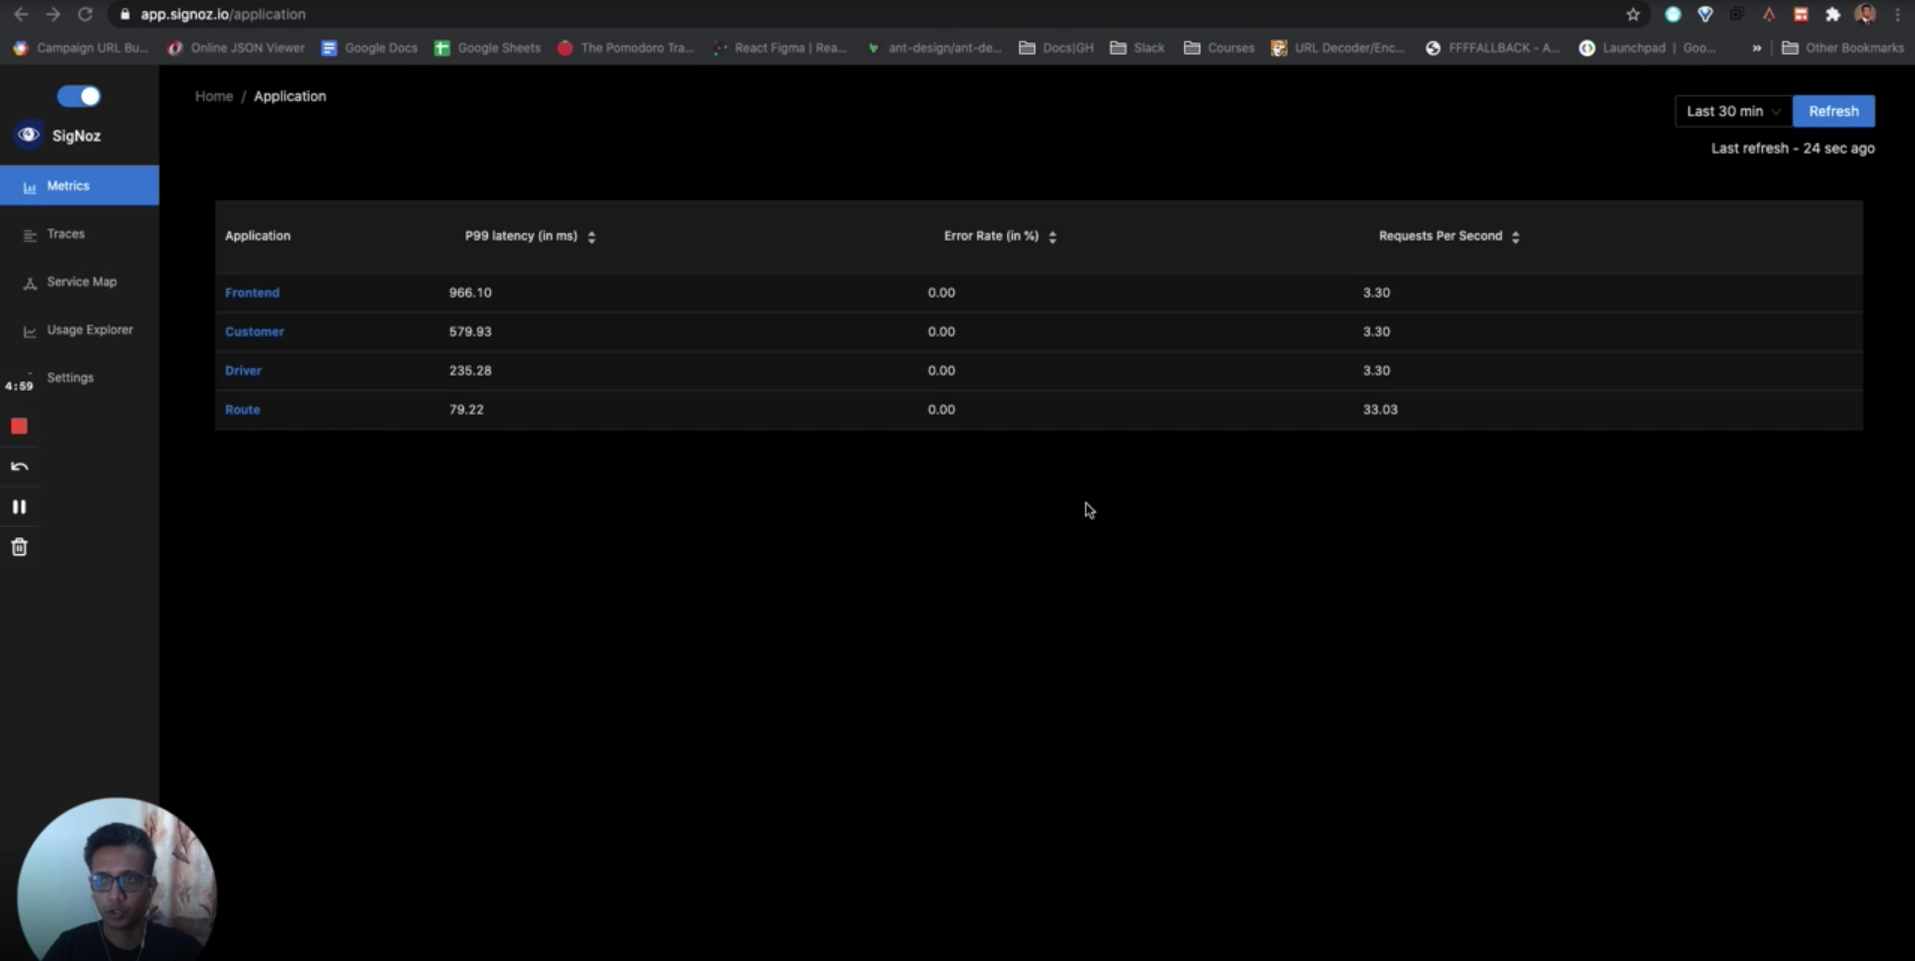 app.signoz.io/application
Campaign URL Bu... Online JSON Viewer Google Docs Google Sheets The Pomodoro Tra... React Figma | Rea... ant-design/ant-de... Docs|GH Slack Courses URL Decoder/Enc... FFFFALLBACK - A... Launchpad | Goo... » Other Bookmarks
Home / Application
Last 30 min Refresh
Last refresh - 24 sec ago
SigNoz
Metrics
Traces
Service Map
Usage Explorer
Settings
4:59
Application P99 latency (in ms) Error Rate (in %) Requests Per Second
Frontend 966.10 0.00 3.30
Customer 579.93 0.00 3.30
Driver 235.28 0.00 3.30
Route 79.22 0.00 33.03